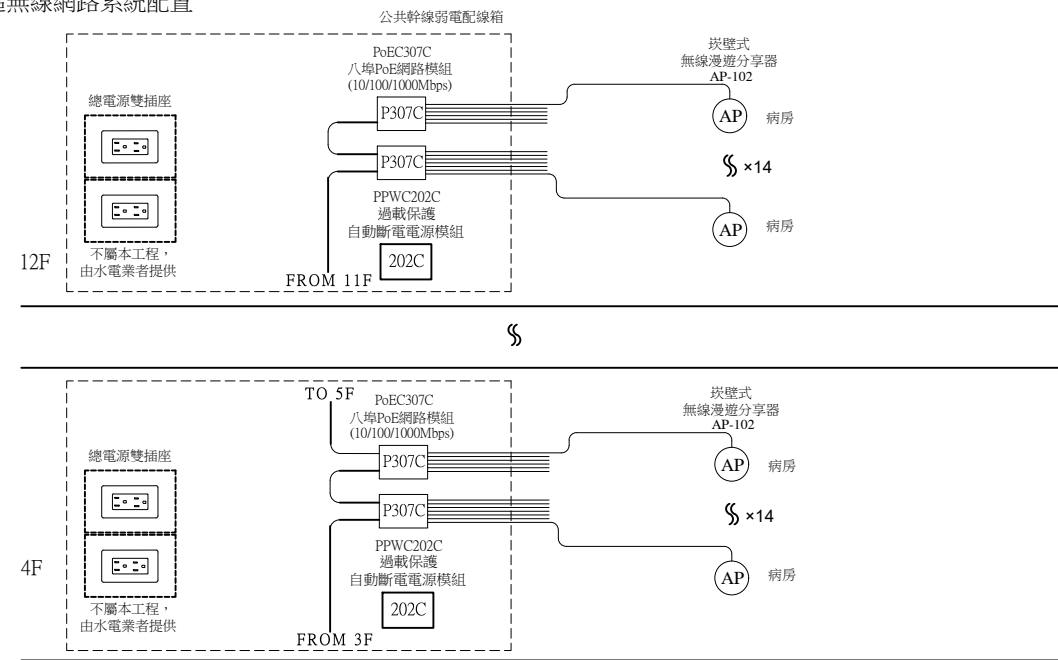 無線網路系統配置
公共幹線弱電配線箱
PoEC307C
八埠PoE網路模組
(10/100/1000Mbps)
崁壁式
無線漫遊分享器
AP-102
總電源雙插座
P307C
AP
病房
P307C
×14
PPWC202C
過載保護
自動斷電電源模組
AP
病房
12F
不屬本工程，
由水電業者提供
202C
FROM 11F
TO 5F
PoEC307C
八埠PoE網路模組
(10/100/1000Mbps)
崁壁式
無線漫遊分享器
AP-102
總電源雙插座
P307C
AP
病房
P307C
×14
PPWC202C
過載保護
自動斷電電源模組
AP
病房
4F
不屬本工程，
由水電業者提供
202C
FROM 3F